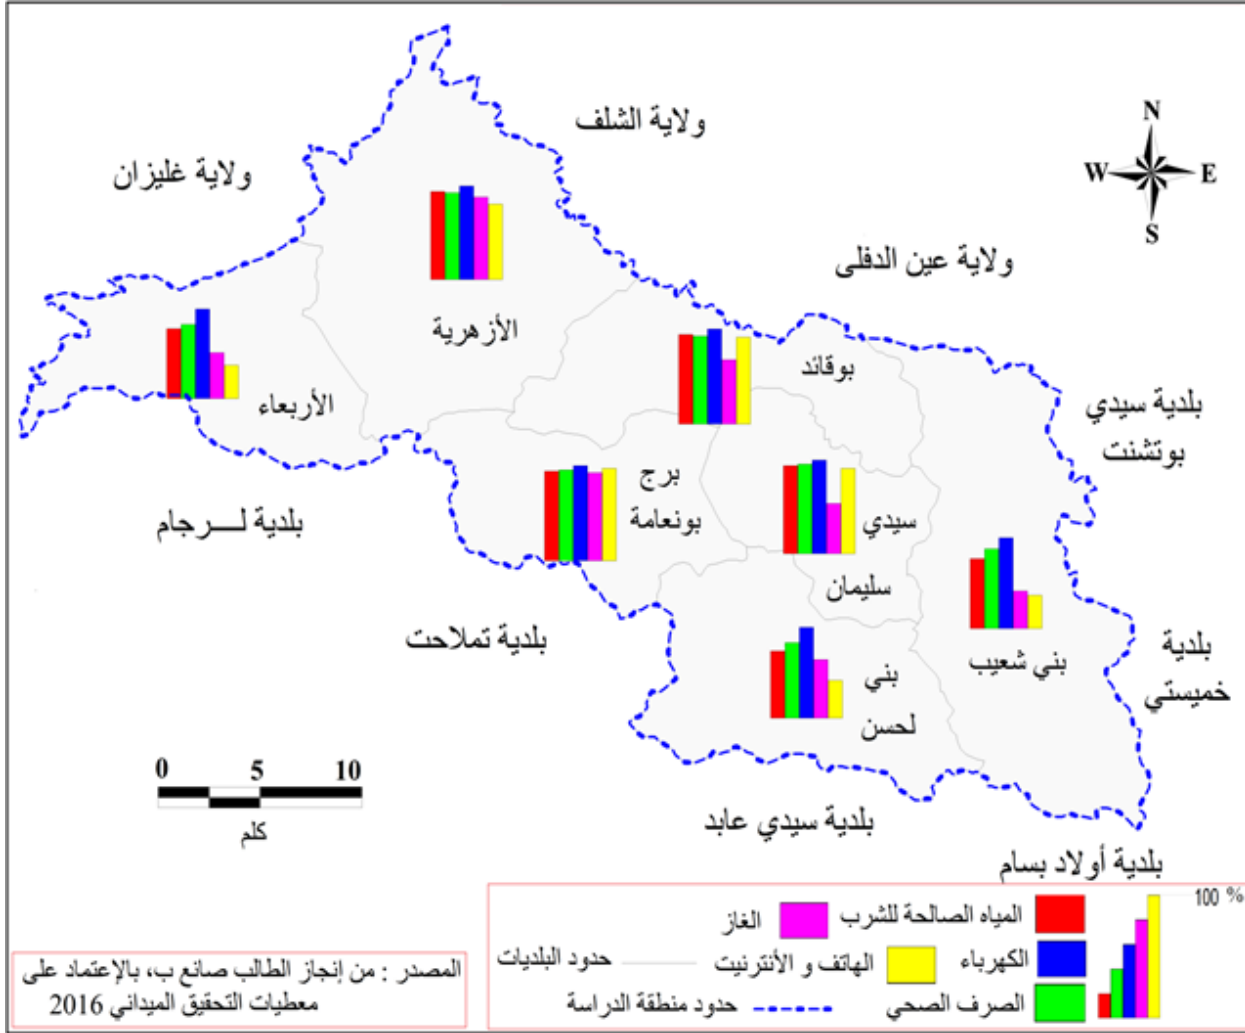 ولاية الشلف
N
ولاية غليزان
W
E
S
ولاية عين الدفلى
الأزهرية
بوقائد
الأربعاء
بلدية سيدي
بوتشنت
برج
بونعامة
سيدي
سليمان
بلدية لـــرجام
بلدية تملاحت
بني شعيب
بلدية
خميستي
بني
لحسن
0 5 10
كلم
بلدية سيدي عابد
بلدية أولاد بسام
100 %
المياه الصالحة للشرب
الغاز
الكهرباء
الهاتف و الأنترنيت
حدود البلديات
الصرف الصحي
حدود منطقة الدراسة
المصدر : من إنجاز الطالب صانع ب، بالإعتماد على
معطيات التحقيق الميداني 2016